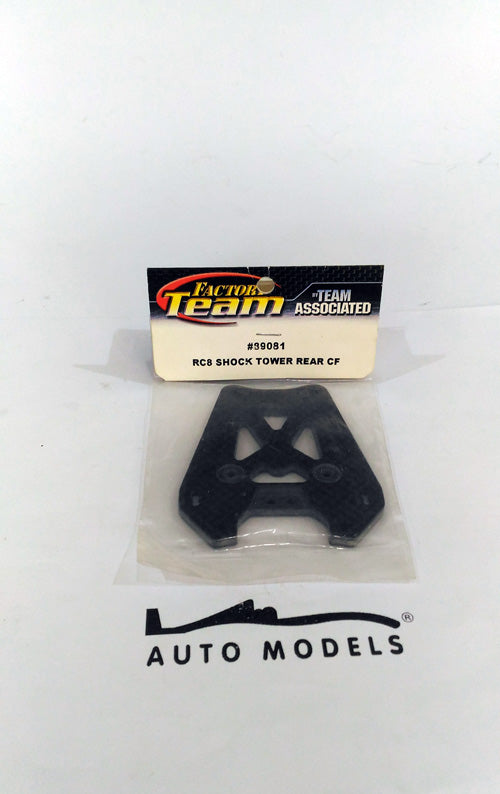 FACTORY
Team
BY TEAM
ASSOCIATED
#89081
RC8 SHOCK TOWER REAR CF
®
AUTO MODELS